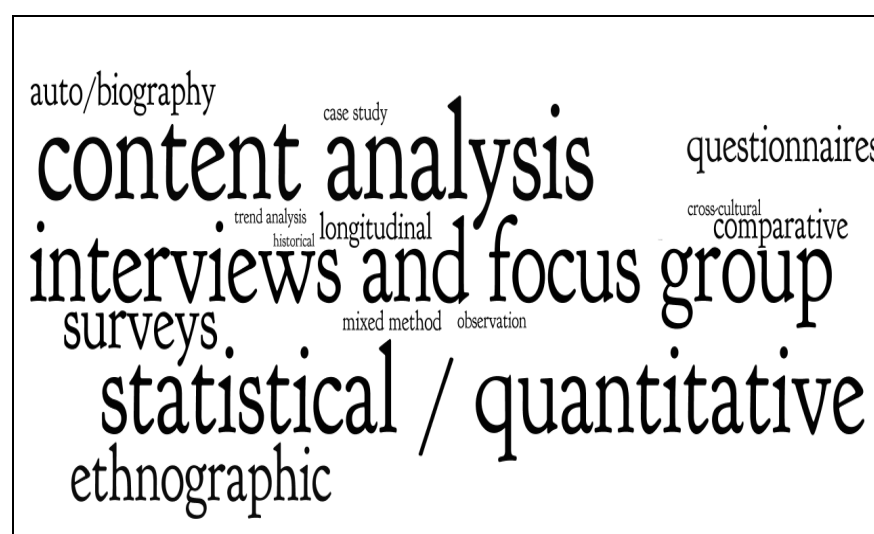 auto/biography
case study
content analysis
questionnaires
trend analysis
longitudinal
cross-cultural
comparative
historical
interviews and focus group
surveys
mixed method
observation
statistical / quantitative
ethnographic